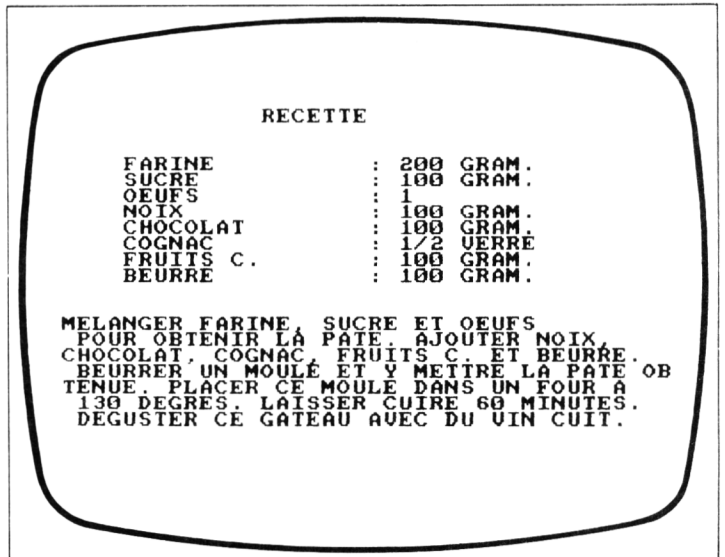 RECETTE
FARINE : 200 GRAM.
SUCRE : 100 GRAM.
OEUFS : 1
NOIX : 100 GRAM.
CHOCOLAT : 100 GRAM.
COGNAC : 1/2 VERRE
FRUITS C. : 100 GRAM.
BEURRE : 100 GRAM.
MELANGER FARINE, SUCRE ET OEUFS
POUR OBTENIR LA PATE. AJOUTER NOIX,
CHOCOLAT, COGNAC, FRUITS C. ET BEURRE.
BEURRER UN MOULE ET Y METTRE LA PATE OB
TENUE. PLACER CE MOULE DANS UN FOUR A
130 DEGRES. LAISSER CUIRE 60 MINUTES.
DEGUSTER CE GATEAU AVEC DU VIN CUIT.